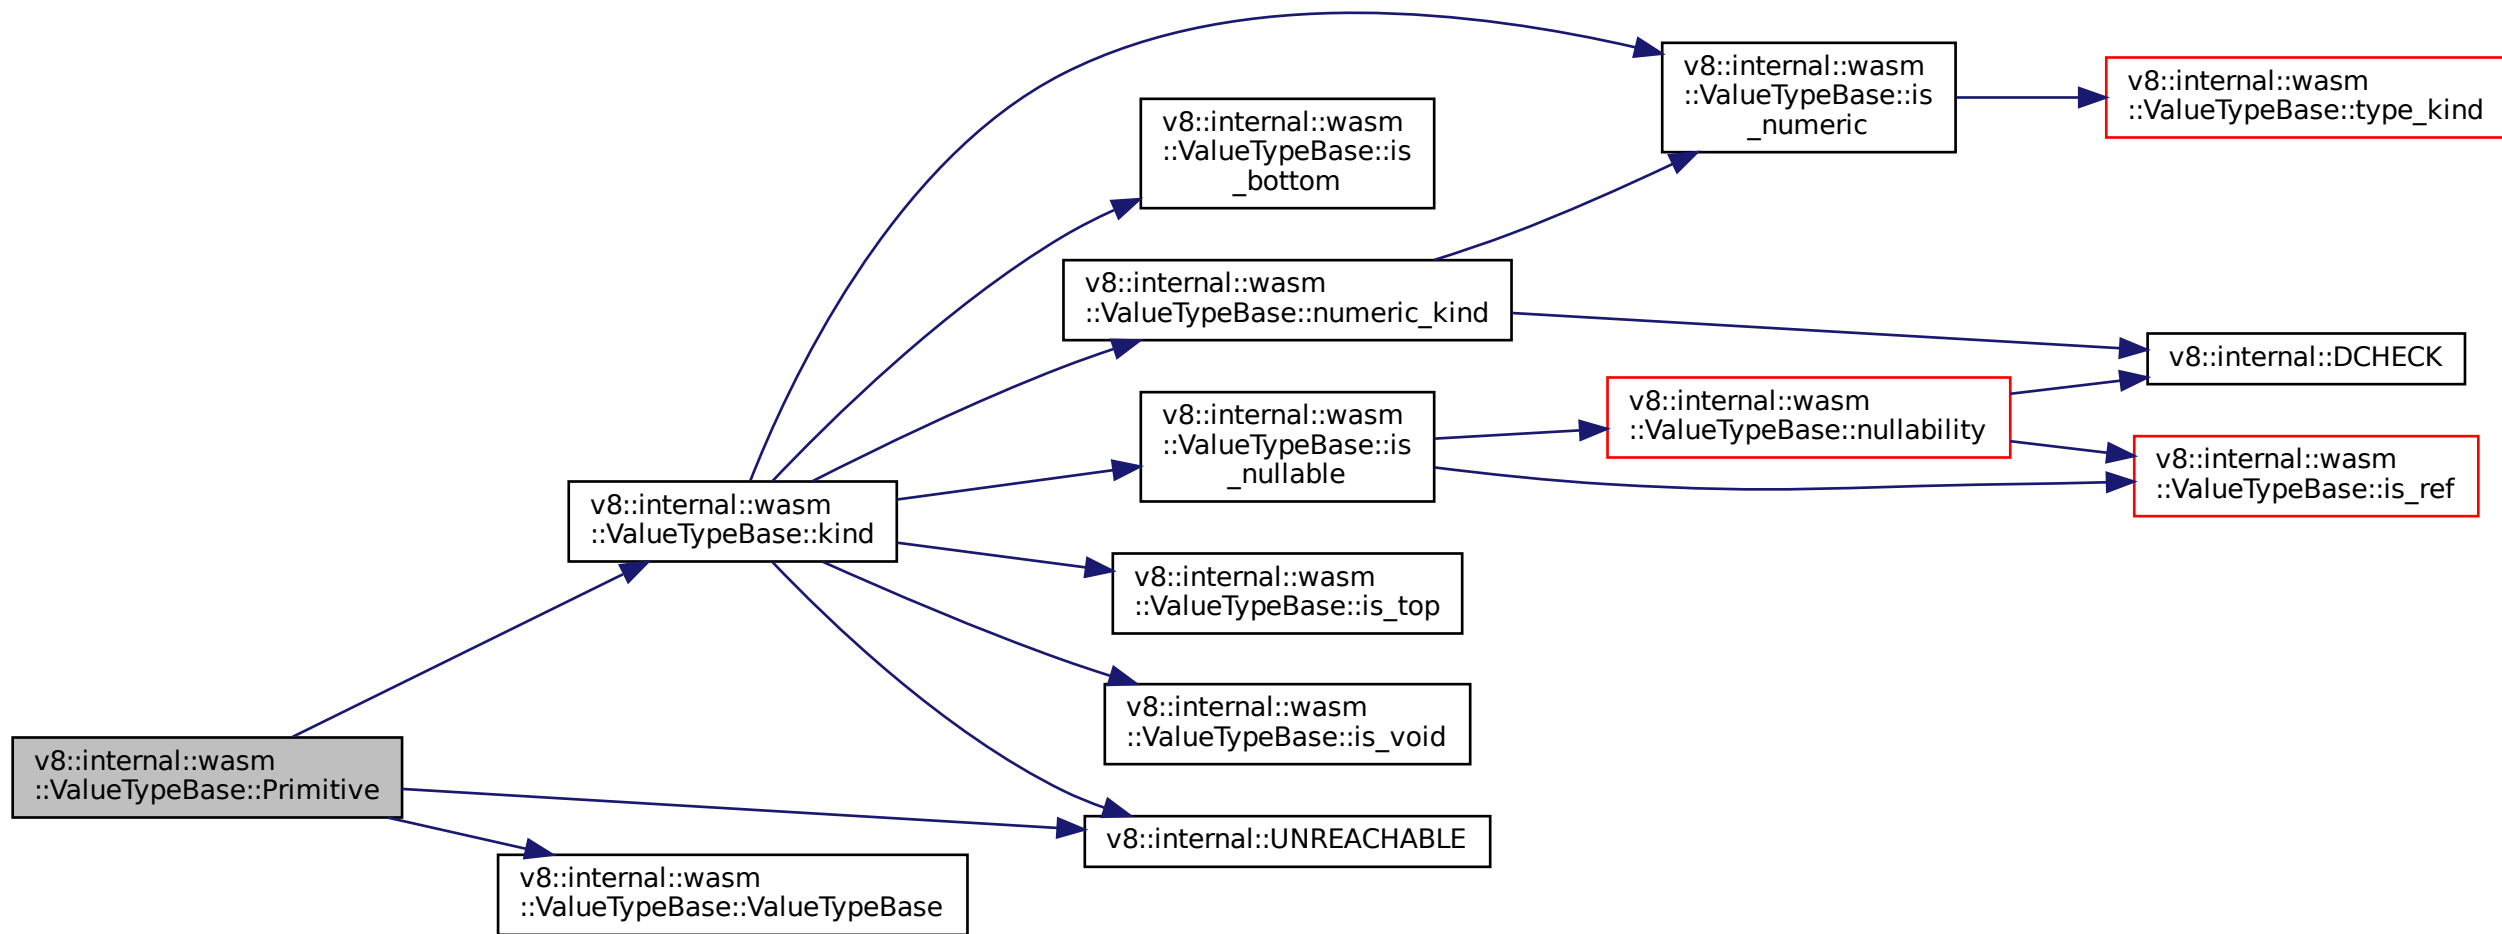 v8::internal::wasm
::ValueTypeBase::Primitive
v8::internal::wasm
::ValueTypeBase::kind
v8::internal::UNREACHABLE
v8::internal::wasm
::ValueTypeBase::ValueTypeBase
v8::internal::wasm
::ValueTypeBase::is
_bottom
v8::internal::wasm
::ValueTypeBase::numeric_kind
v8::internal::wasm
::ValueTypeBase::is
_nullable
v8::internal::wasm
::ValueTypeBase::is_top
v8::internal::wasm
::ValueTypeBase::is_void
v8::internal::wasm
::ValueTypeBase::is
_numeric
v8::internal::wasm
::ValueTypeBase::nullability
v8::internal::wasm
::ValueTypeBase::type_kind
v8::internal::DCHECK
v8::internal::wasm
::ValueTypeBase::is_ref